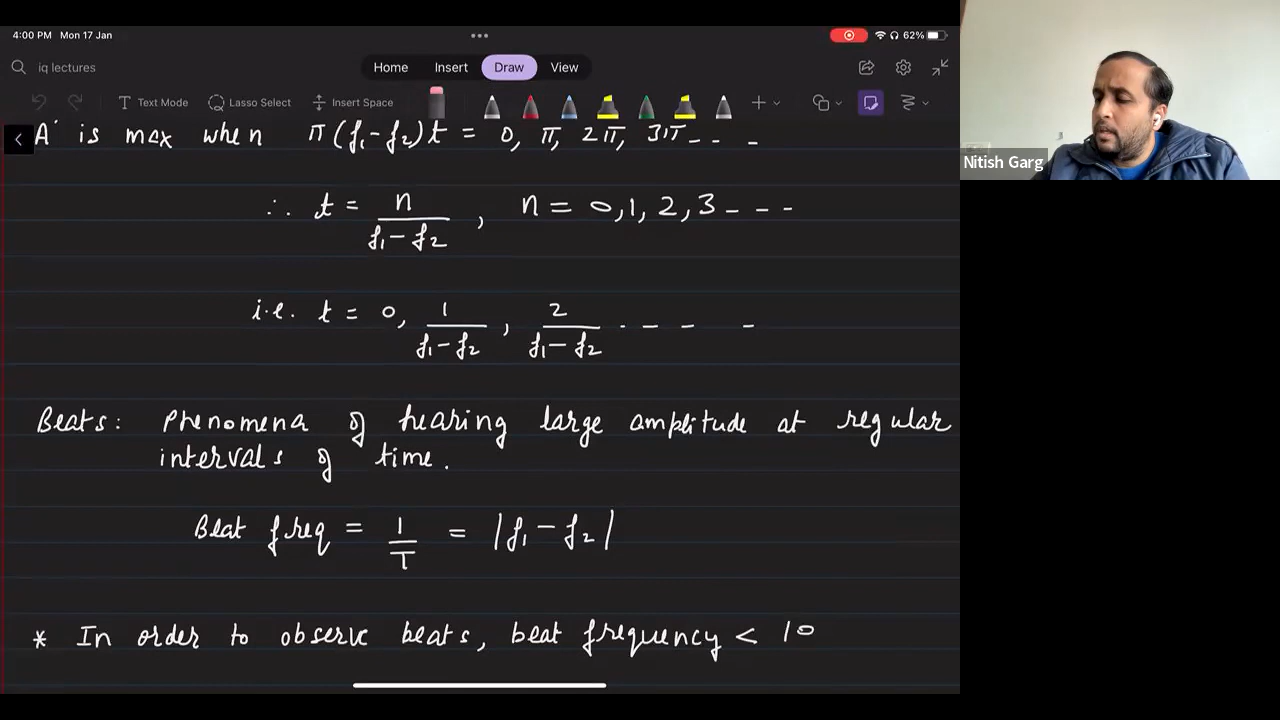 4:00 PM Mon 17 Jan
62%
iq lectures
Home Insert Draw View
Text Mode Lasso Select Insert Space
A' is max when π(f₁-f₂)t = 0, π, 2π, 3π-- -
∴ t = n/(f₁-f₂), n = 0,1,2,3---
i.e. t = 0, 1/(f₁-f₂), 2/(f₁-f₂) .-- -
Beats: Phenomena of hearing large amplitude at regular
intervals of time.
Beat freq = 1/T = |f₁-f₂|
* In order to observe beats, beat frequency < 10
Nitish Garg